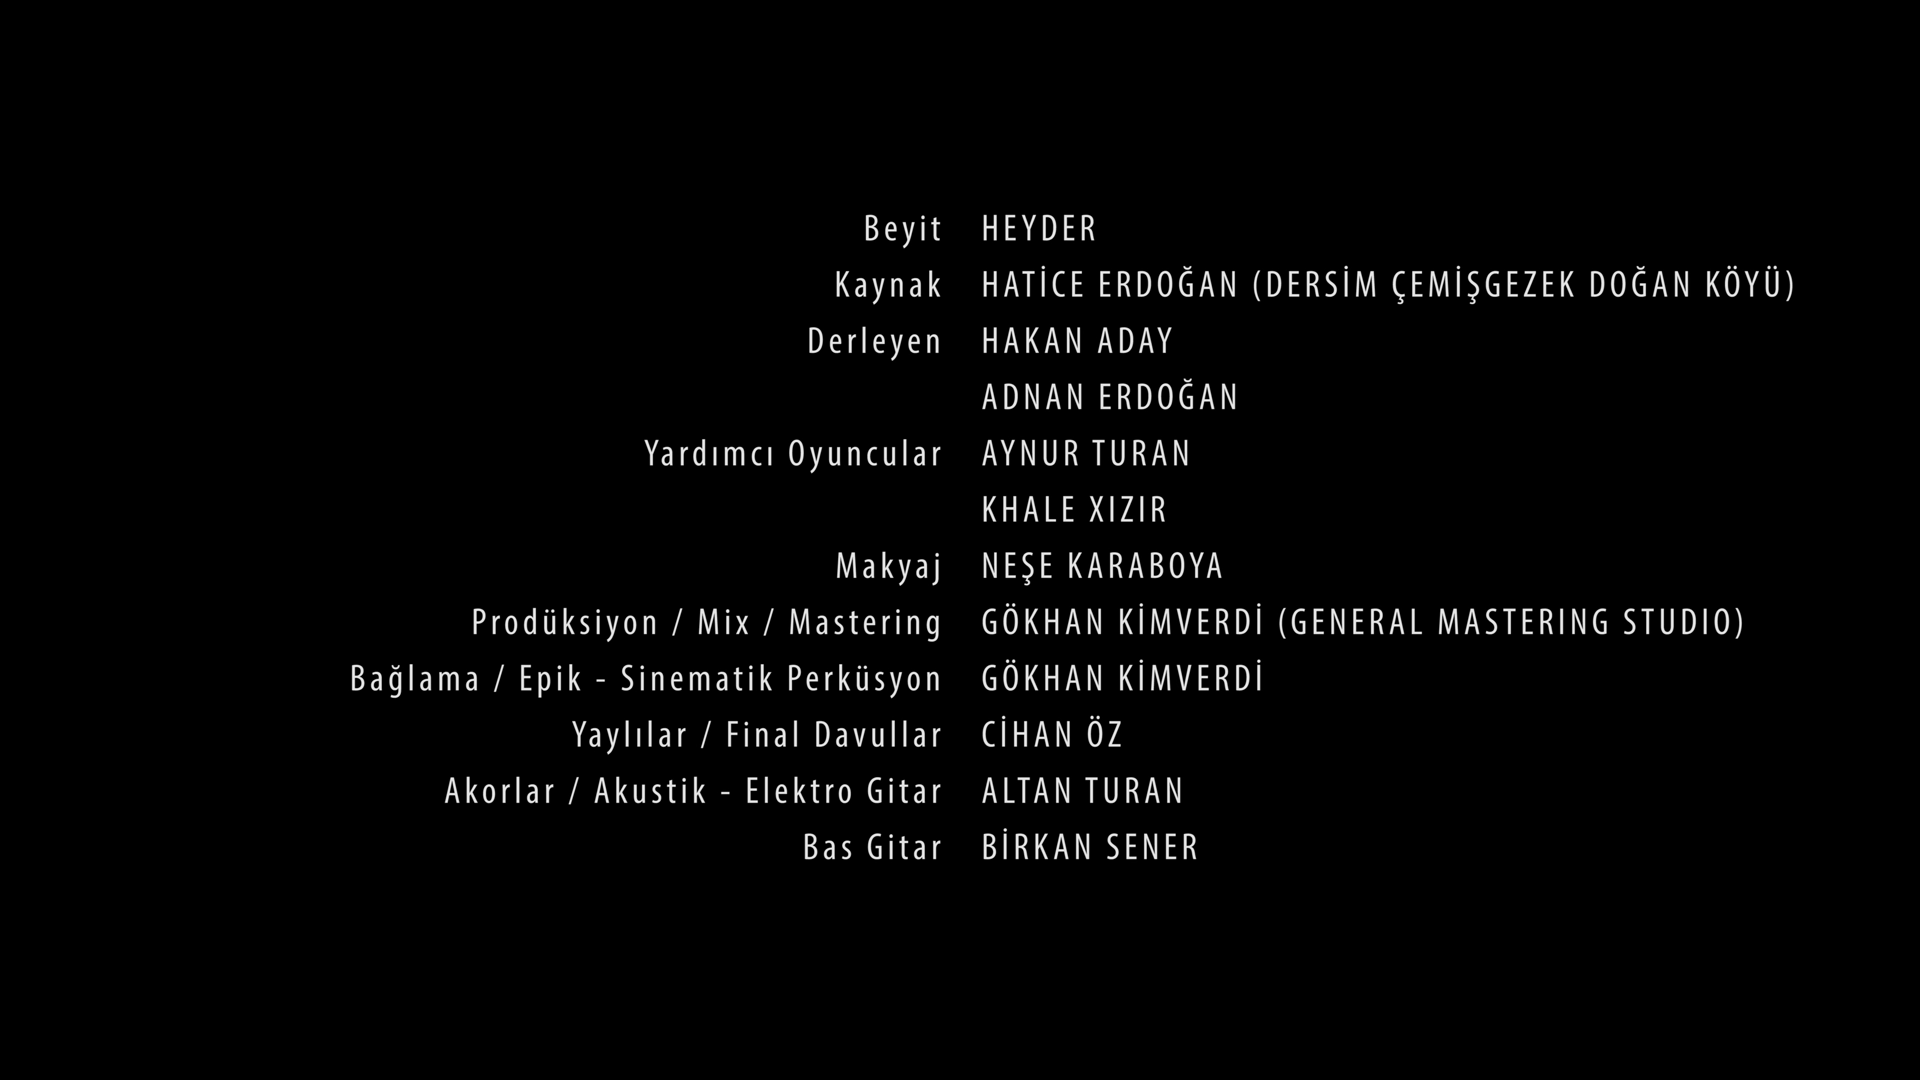 Beyit HEYDER
Kaynak HATİCE ERDOĞAN (DERSİM ÇEMİŞGEZEK DOĞAN KÖYÜ)
Derleyen HAKAN ADAY
ADNAN ERDOĞAN
Yardımcı Oyuncular AYNUR TURAN
KHALE XIZIR
Makyaj NEŞE KARABOYA
Prodüksiyon / Mix / Mastering GÖKHAN KİMVERDİ (GENERAL MASTERING STUDIO)
Bağlama / Epik - Sinematik Perküsyon GÖKHAN KİMVERDİ
Yaylılar / Final Davullar CİHAN ÖZ
Akorlar / Akustik - Elektro Gitar ALTAN TURAN
Bas Gitar BİRKAN SENER